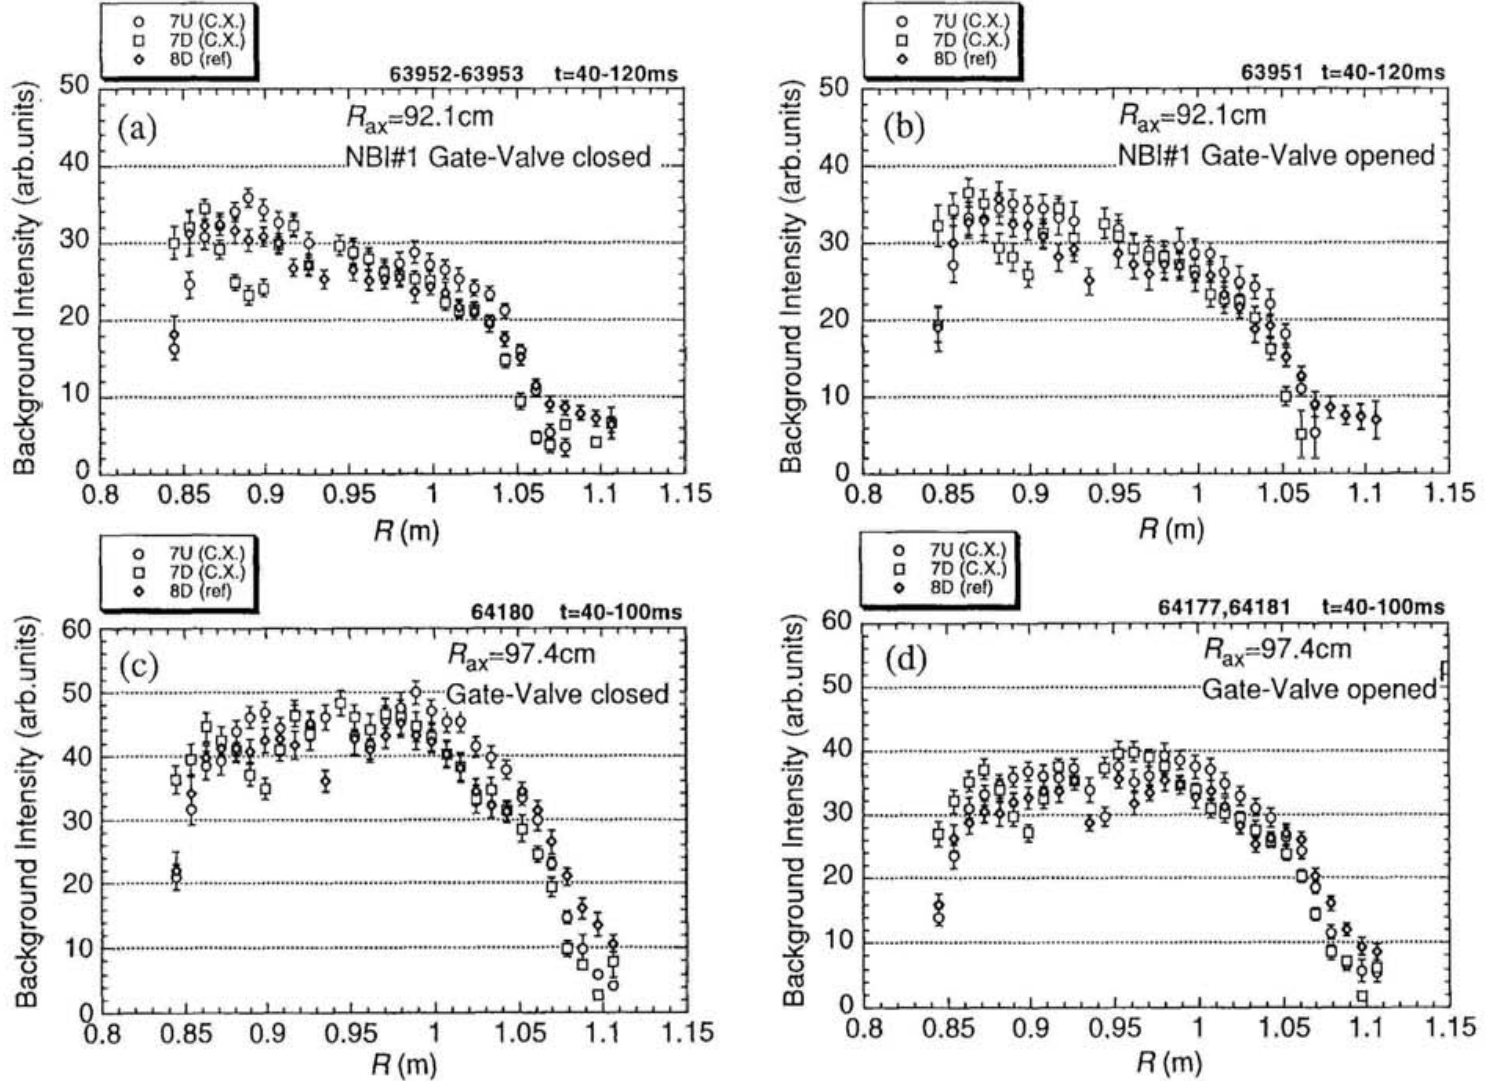 7U (C.X.)
7D (C.X.)
8D (ref)
63952-63953 t=40-120ms
(a)
Rax=92.1cm
NBI#1 Gate-Valve closed
Background Intensity (arb.units)
50
40
30
20
10
0
0.8 0.85 0.9 0.95 1 1.05 1.1 1.15
R (m)
7U (C.X.)
7D (C.X.)
8D (ref)
63951 t=40-120ms
(b)
Rax=92.1cm
NBI#1 Gate-Valve opened
Background Intensity (arb.units)
50
40
30
20
10
0
0.8 0.85 0.9 0.95 1 1.05 1.1 1.15
R (m)
7U (C.X.)
7D (C.X.)
8D (ref)
64180 t=40-100ms
(c)
Rax=97.4cm
Gate-Valve closed
Background Intensity (arb.units)
60
50
40
30
20
10
0
0.8 0.85 0.9 0.95 1 1.05 1.1 1.15
R (m)
7U (C.X.)
7D (C.X.)
8D (ref)
64177,64181 t=40-100ms
(d)
Rax=97.4cm
Gate-Valve opened
Background Intensity (arb.units)
60
50
40
30
20
10
0
0.8 0.85 0.9 0.95 1 1.05 1.1 1.15
R (m)